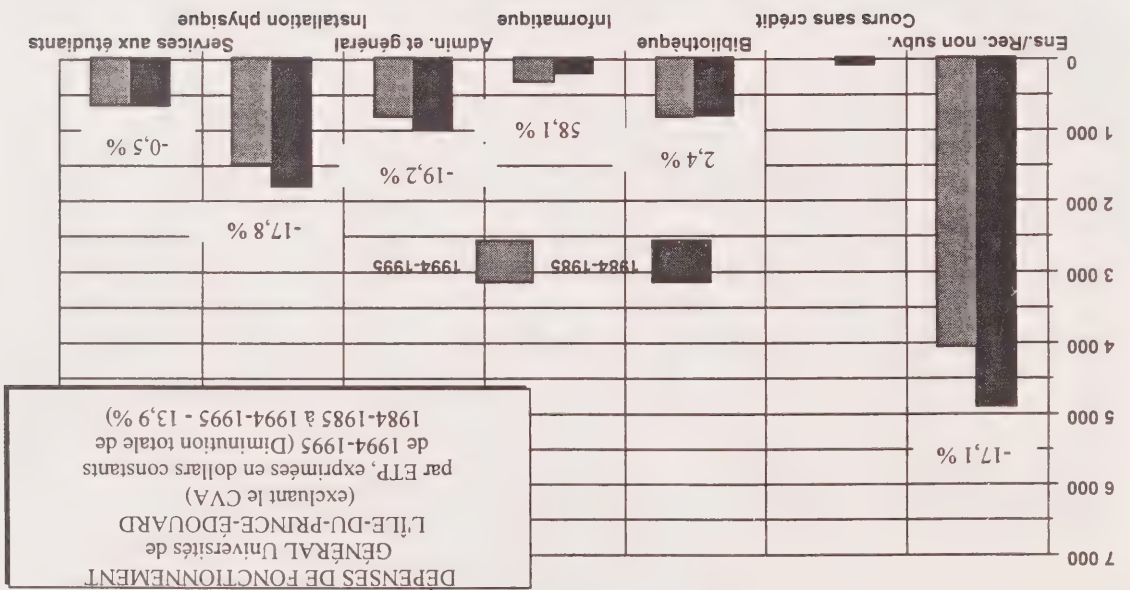 DEPENSES DE FONCTIONNEMENT
GÉNÉRAL Universités de
L'ÎLE-DU-PRINCE-ÉDOUARD
(excluant le CVA)
par ETP, exprimées en dollars constants
de 1994-1995 (Diminution totale de
1984-1985 à 1994-1995 - 13,9 %)
7 000
6 000
5 000
4 000
3 000
2 000
1 000
0
-17,1 %
2,4 %
58,1 %
-19,2 %
-17,8 %
-0,5 %
1984-1985
1994-1995
Ens./Rec. non subv.
Cours sans crédit
Bibliothèque
Informatique
Admin. et général
Installation physique
Services aux étudiants